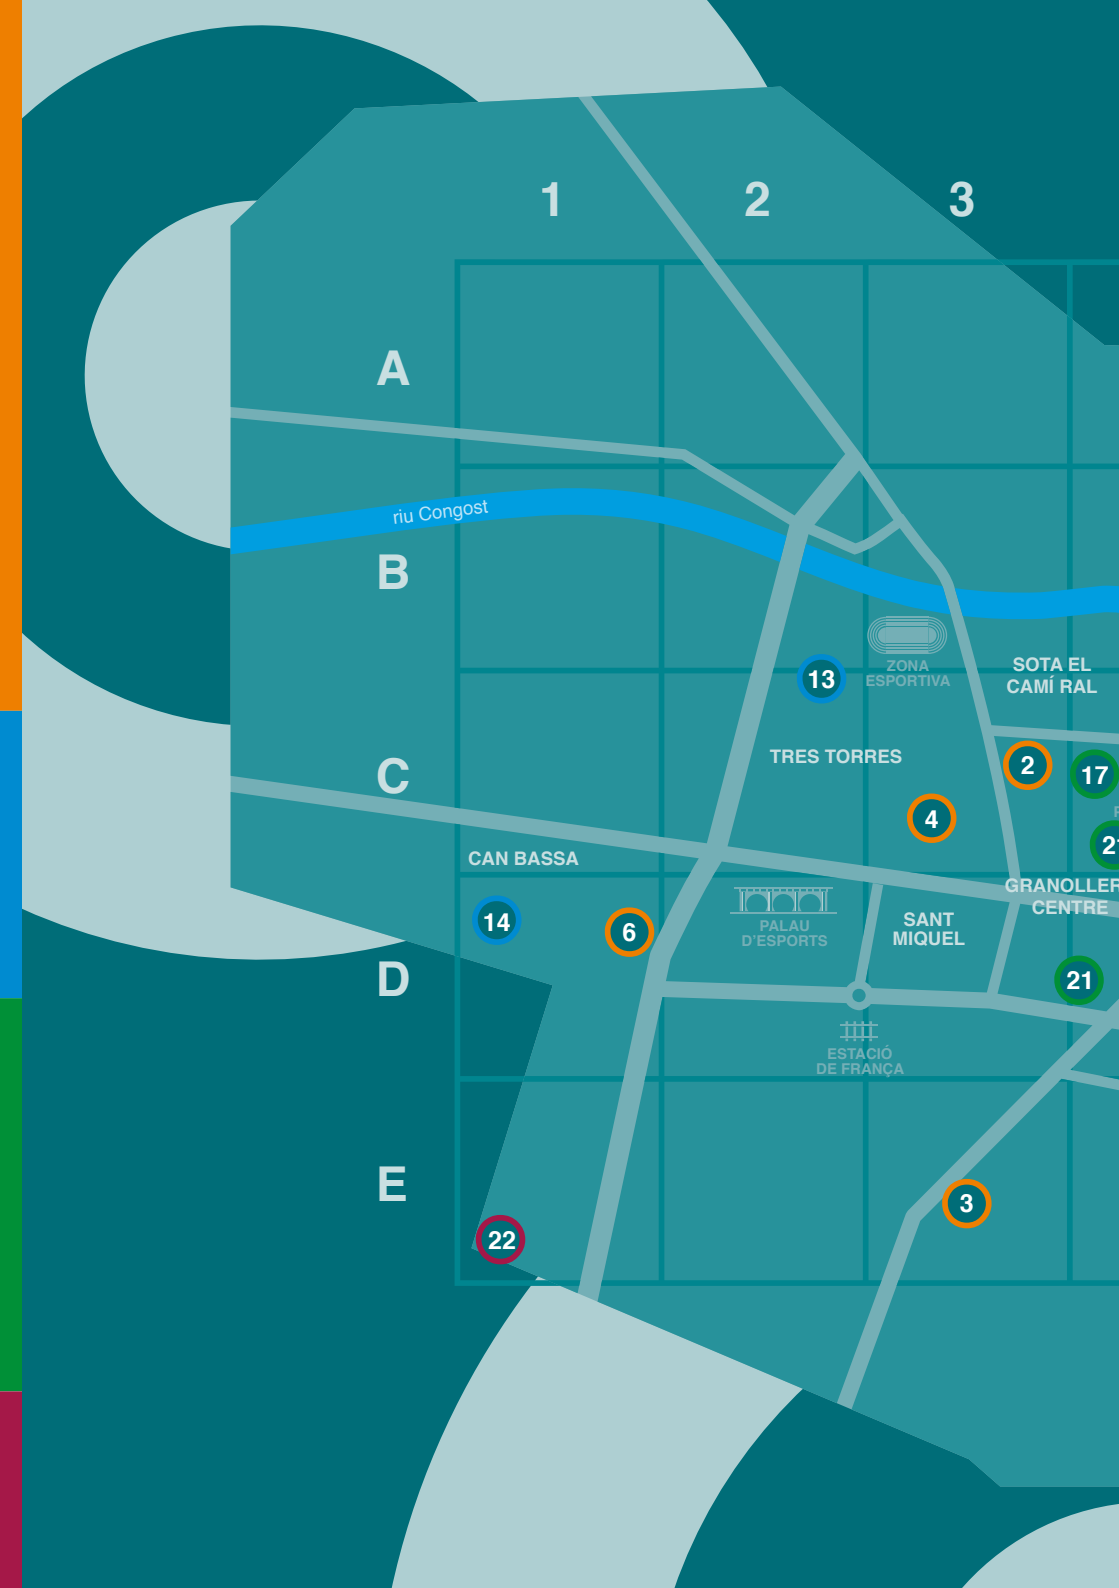 1
2
3
A
riu Congost
B
ZONA
ESPORTIVA
SOTA EL
CAMÍ RAL
13
TRES TORRES
2
17
C
4
CAN BASSA
GRANOLLER
CENTRE
14
6
PALAU
D'ESPORTS
SANT
MIQUEL
D
21
ESTACIÓ
DE FRANÇA
E
3
22